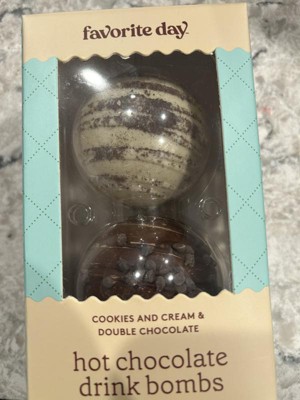 favorite day.
COOKIES AND CREAM &
DOUBLE CHOCOLATE
hot chocolate
drink bombs